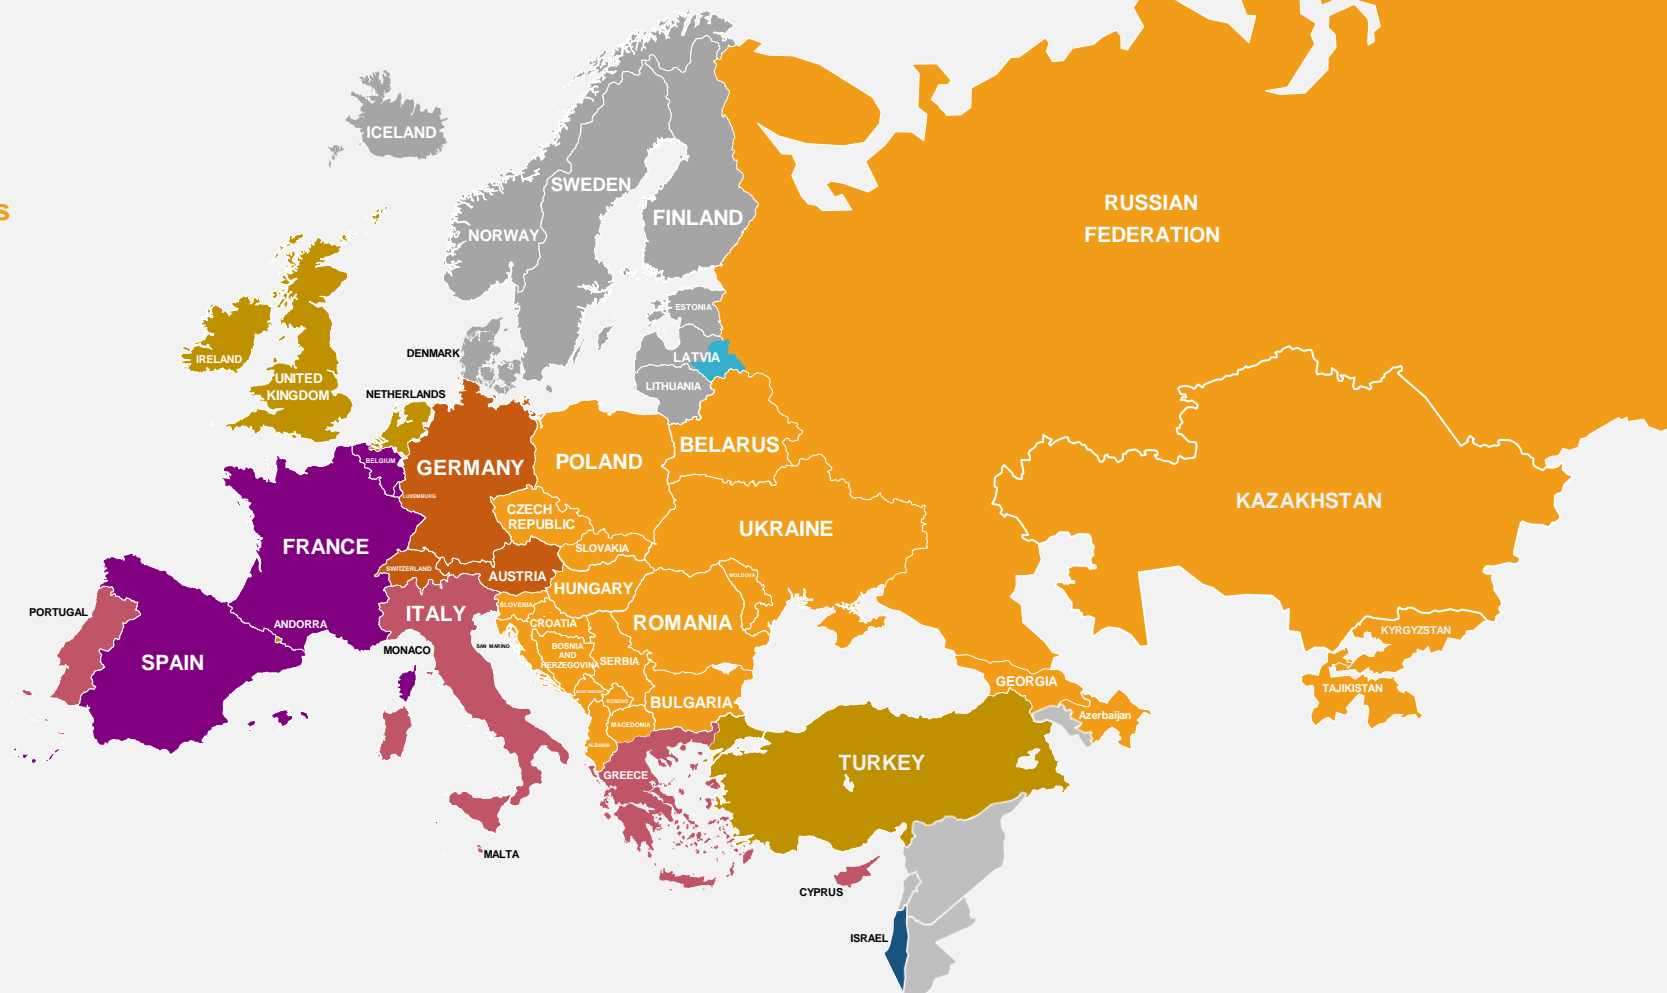 ICELAND
SWEDEN
FINLAND
NORWAY
RUSSIAN
FEDERATION
s
ESTONIA
DENMARK
LATVIA
LITHUANIA
IRELAND
UNITED
KINGDOM
NETHERLANDS
BELARUS
BELGIUM
GERMANY
POLAND
LUXEMBURG
KAZAKHSTAN
CZECH
REPUBLIC
UKRAINE
FRANCE
SLOVAKIA
SWITZERLAND
AUSTRIA
HUNGARY
MOLDOVA
PORTUGAL
ITALY
SLOVENIA
CROATIA
ROMANIA
ANDORRA
KYRGYZSTAN
MONACO
SAN MARINO
BOSNIA
AND
HERZEGOVINA
SERBIA
SPAIN
GEORGIA
TAJIKISTAN
MONTENEGRO
KOSOVO
BULGARIA
Azerbaijan
MACEDONIA
ALBANIA
TURKEY
GREECE
MALTA
CYPRUS
ISRAEL